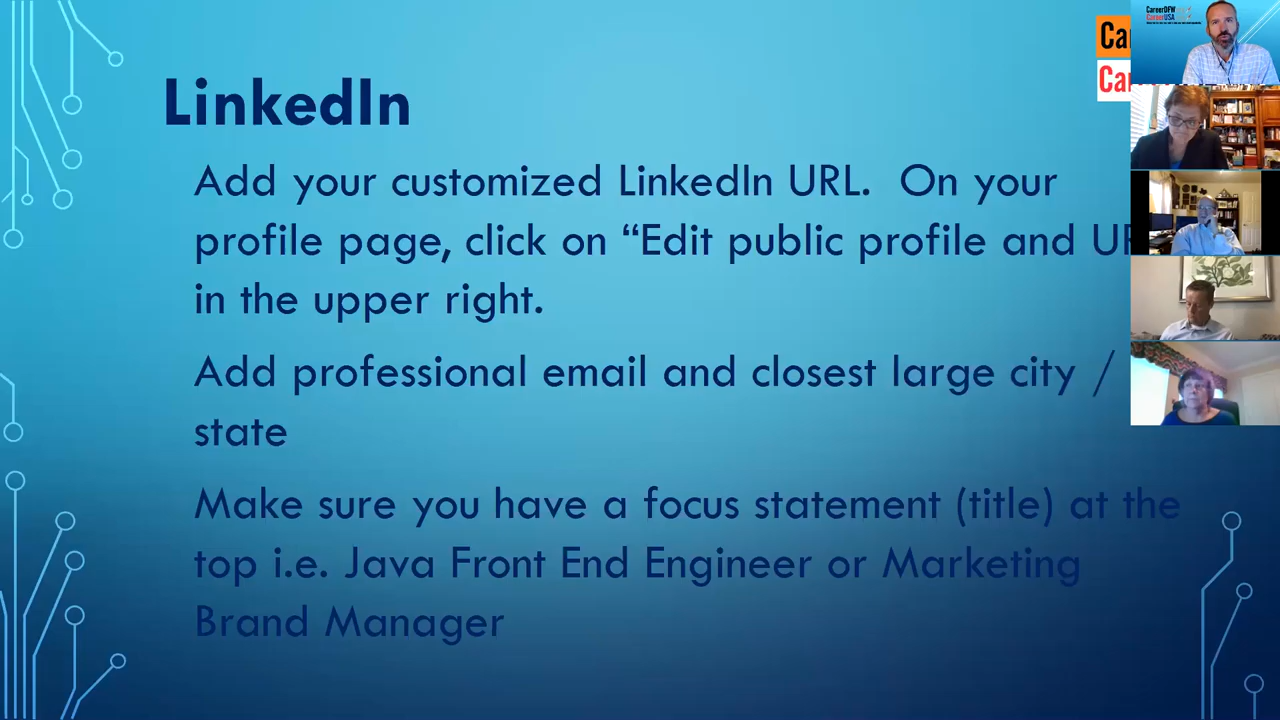 LinkedIn
Add your customized LinkedIn URL. On your
profile page, click on “Edit public profile and
in the upper right.
Add professional email and closest large city /
state
Make sure you have a focus statement (title) at the
top i.e. Java Front End Engineer or Marketing
Brand Manager
CareerDFW
CareerUSA